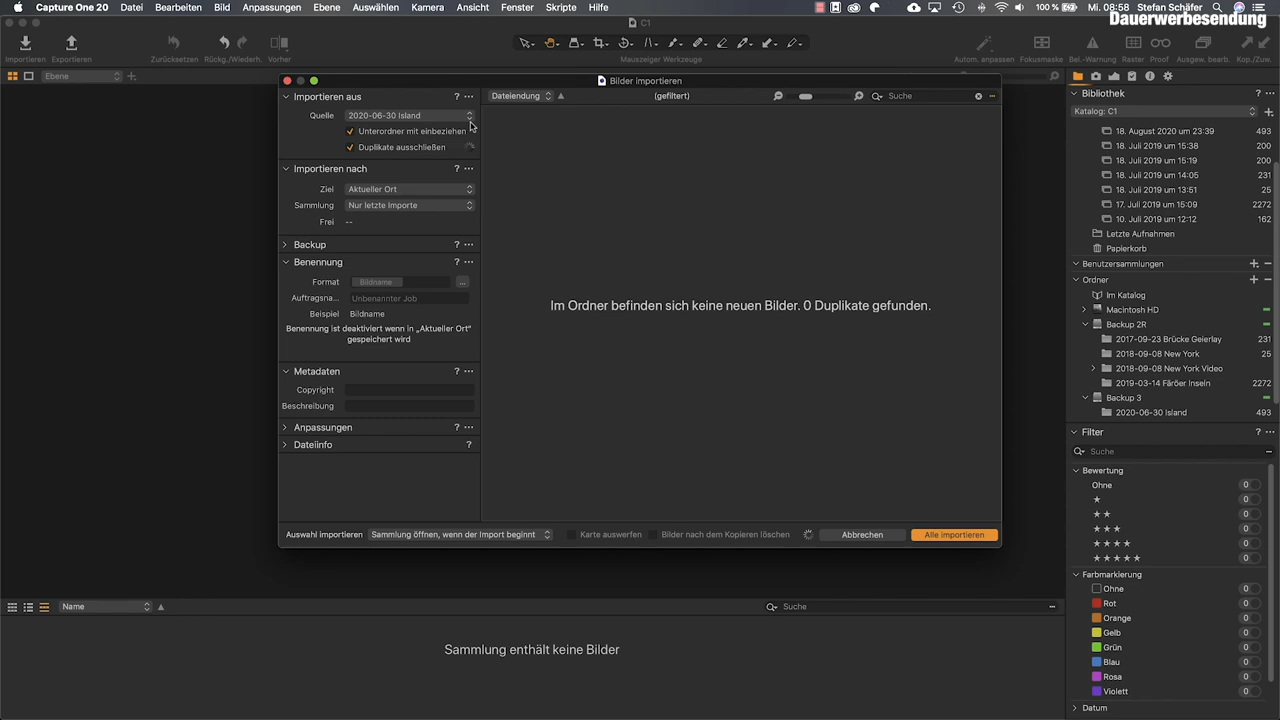 Capture One 20 Datei Bearbeiten Bild Anpassungen Ebene Auswählen Kamera Ansicht Fenster Skripte Hilfe 100 % Mi. 08:58 Stefan Schäfer
Dauerwerbesendung
C1
Importieren Exportieren Zurücksetzen Rückg./Wiederh. Vorher Mauszeiger Werkzeuge Autom. anpassen Fokusmaske Bel.-Warnung Raster Proof Ausgew. bearb. Kop./Zuw.
Ebene
Bilder importieren
Importieren aus ? ...
Quelle 2020-06-30 Island
Unterordner mit einbeziehen
Duplikate ausschließen
Importieren nach ? ...
Ziel Aktueller Ort
Sammlung Nur letzte Importe
Frei --
Backup ? ...
Benennung ? ...
Format Bildname ...
Auftragsna... Unbenannter Job
Beispiel Bildname
Benennung ist deaktiviert wenn in „Aktueller Ort"
gespeichert wird
Metadaten ? ...
Copyright
Beschreibung
Anpassungen ? ...
Dateiinfo ?
Dateiendung (gefiltert) Suche
Im Ordner befinden sich keine neuen Bilder. 0 Duplikate gefunden.
Auswahl importieren Sammlung öffnen, wenn der Import beginnt Karte auswerfen Bilder nach dem Kopieren löschen Abbrechen Alle importieren
Name Suche
Sammlung enthält keine Bilder
Bibliothek ? ...
Katalog: C1
18. August 2020 um 23:39 493
18. Juli 2019 um 15:38 200
18. Juli 2019 um 15:19 200
18. Juli 2019 um 14:05 231
18. Juli 2019 um 13:51 25
17. Juli 2019 um 15:09 2272
10. Juli 2019 um 12:12 162
Letzte Aufnahmen
Papierkorb
Benutzersammlungen
Ordner
Im Katalog
Macintosh HD
Backup 2R
2017-09-23 Brücke Geierlay 231
2018-09-08 New York 25
2018-09-08 New York Video
2019-03-14 Färöer Inseln 2272
Backup 3
2020-06-30 Island 493
Filter ? ...
Suche
Bewertung
Ohne 0
★ 0
★★ 0
★★★ 0
★★★★ 0
★★★★★ 0
Farbmarkierung
Ohne 0
Rot 0
Orange 0
Gelb 0
Grün 0
Blau 0
Rosa 0
Violett 0
Datum